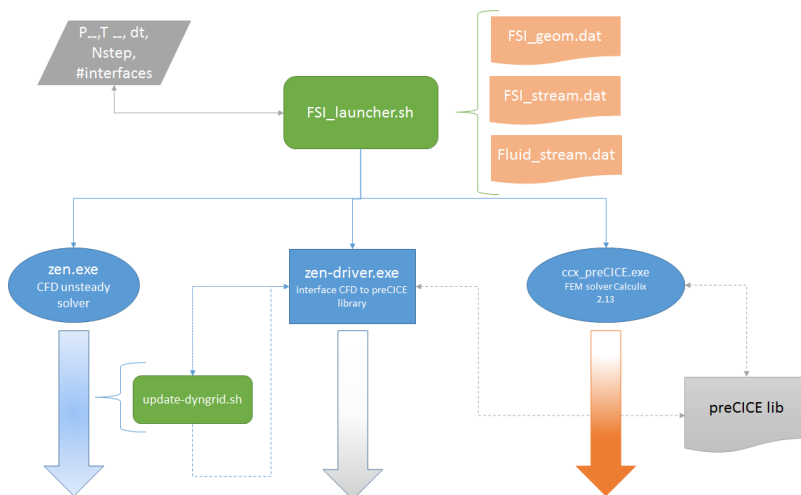 P__,T __, dt,
Nstep,
#interfaces
FSI_launcher.sh
FSI_geom.dat
FSI_stream.dat
Fluid_stream.dat
zen.exe
CFD unsteady
solver
zen-driver.exe
interface CFD to preCICE
library
ccx_preCICE.exe
FEM solver Calculix
2.13
update-dyngrid.sh
preCICE lib